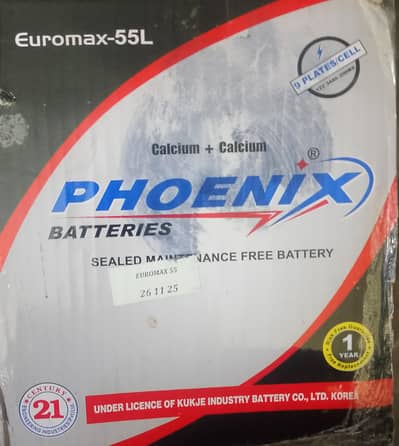 Euromax-55L
9 PLATES/CELL
Calcium + Calcium
PHOENIX®
BATTERIES
SEALED MAINTENANCE FREE BATTERY
EUROMAX 55
26 11 25
1
YEAR
CENTURY
21
UNDER LICENCE OF KUKJE INDUSTRY BATTERY CO., LTD. KOREA